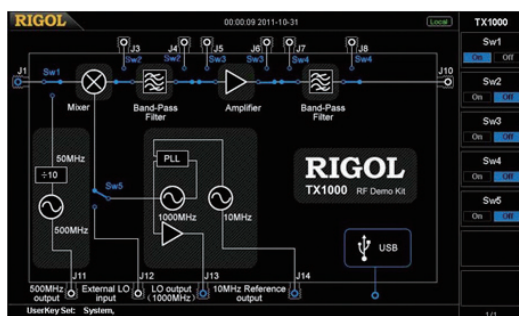 RIGOL
00:00:09 2011-10-31
Local
TX1000
J3
J4
J5
J6
J7
J8
Sw2
Sw2
Sw3
Sw3
Sw4
Sw4
J1
Sw1
J10
Mixer
Band-Pass
Filter
Amplifier
Band-Pass
Filter
50MHz
÷10
500MHz
Sw5
PLL
1000MHz
10MHz
RIGOL
TX1000 RF Demo Kit
USB
J11
J12
J13
J14
500MHz
output
External LO
input
LO output
(1000MHz)
10MHz Reference
output
UserKey Set: System,
Sw1
On Off
Sw2
On Off
Sw3
On Off
Sw4
On Off
Sw5
On Off
1/1